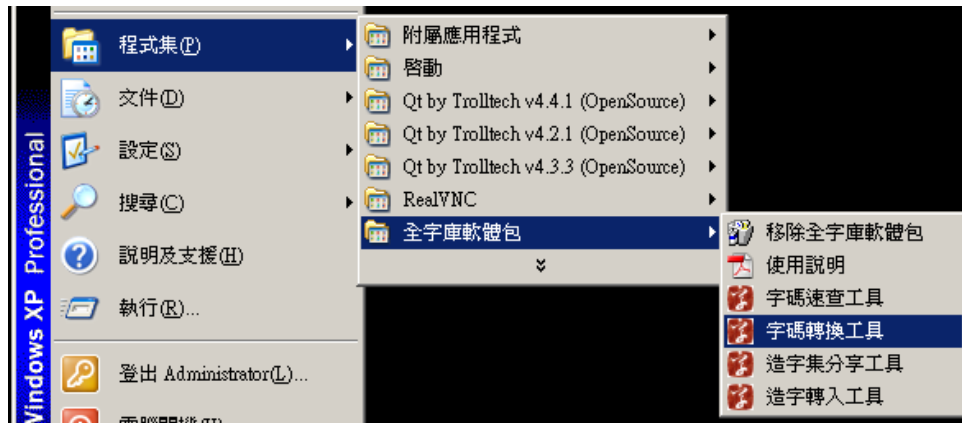 程式集(P)
文件(D)
設定(S)
搜尋(C)
說明及支援(H)
執行(R)...
登出 Administrator(L)...
Windows XP Professional
附屬應用程式
啓動
Qt by Trolltech v4.4.1 (OpenSource)
Qt by Trolltech v4.2.1 (OpenSource)
Qt by Trolltech v4.3.3 (OpenSource)
RealVNC
全字庫軟體包
移除全字庫軟體包
使用說明
字碼速查工具
字碼轉換工具
造字集分享工具
造字轉入工具